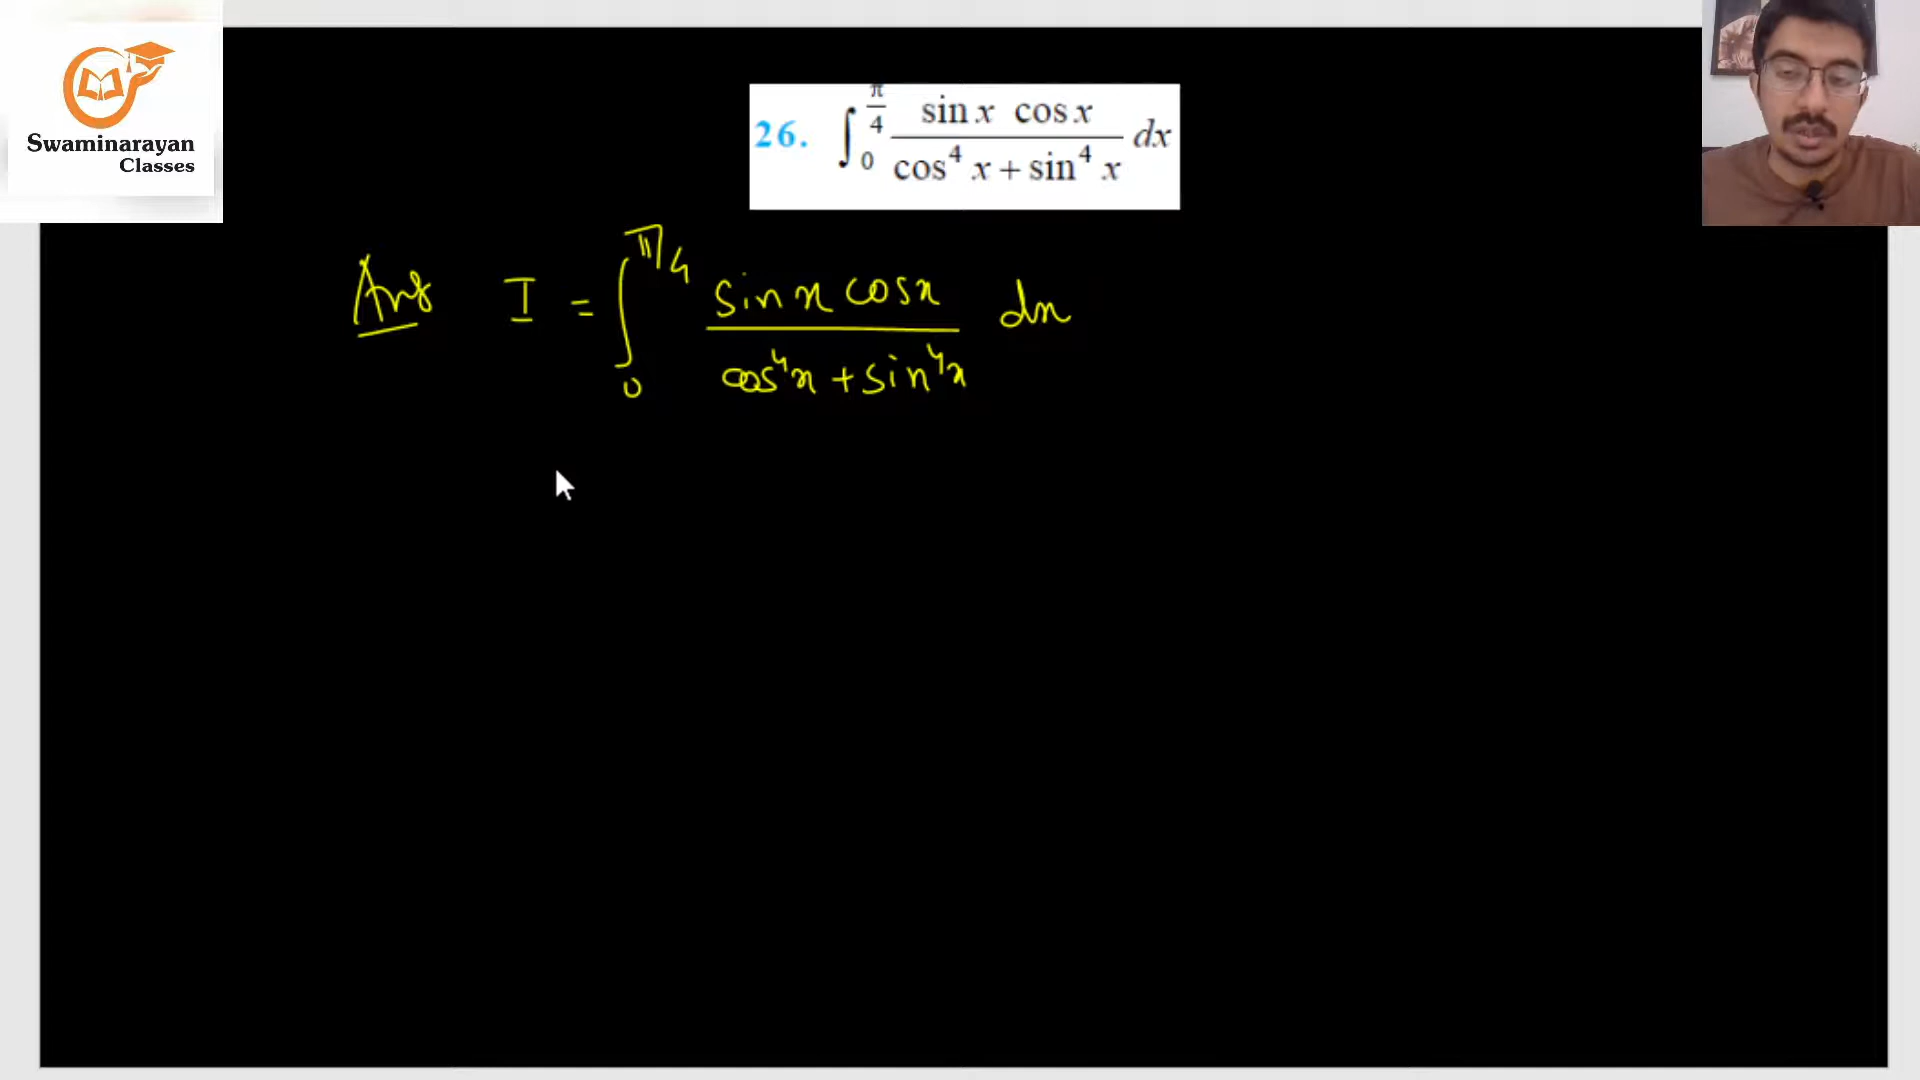 Swaminarayan
Classes
26. ∫₀^(π/4) (sin x cos x)/(cos⁴ x + sin⁴ x) dx
Ans I = ∫₀^(π/4) (sin x cos x)/(cos⁴x + sin⁴x) dx